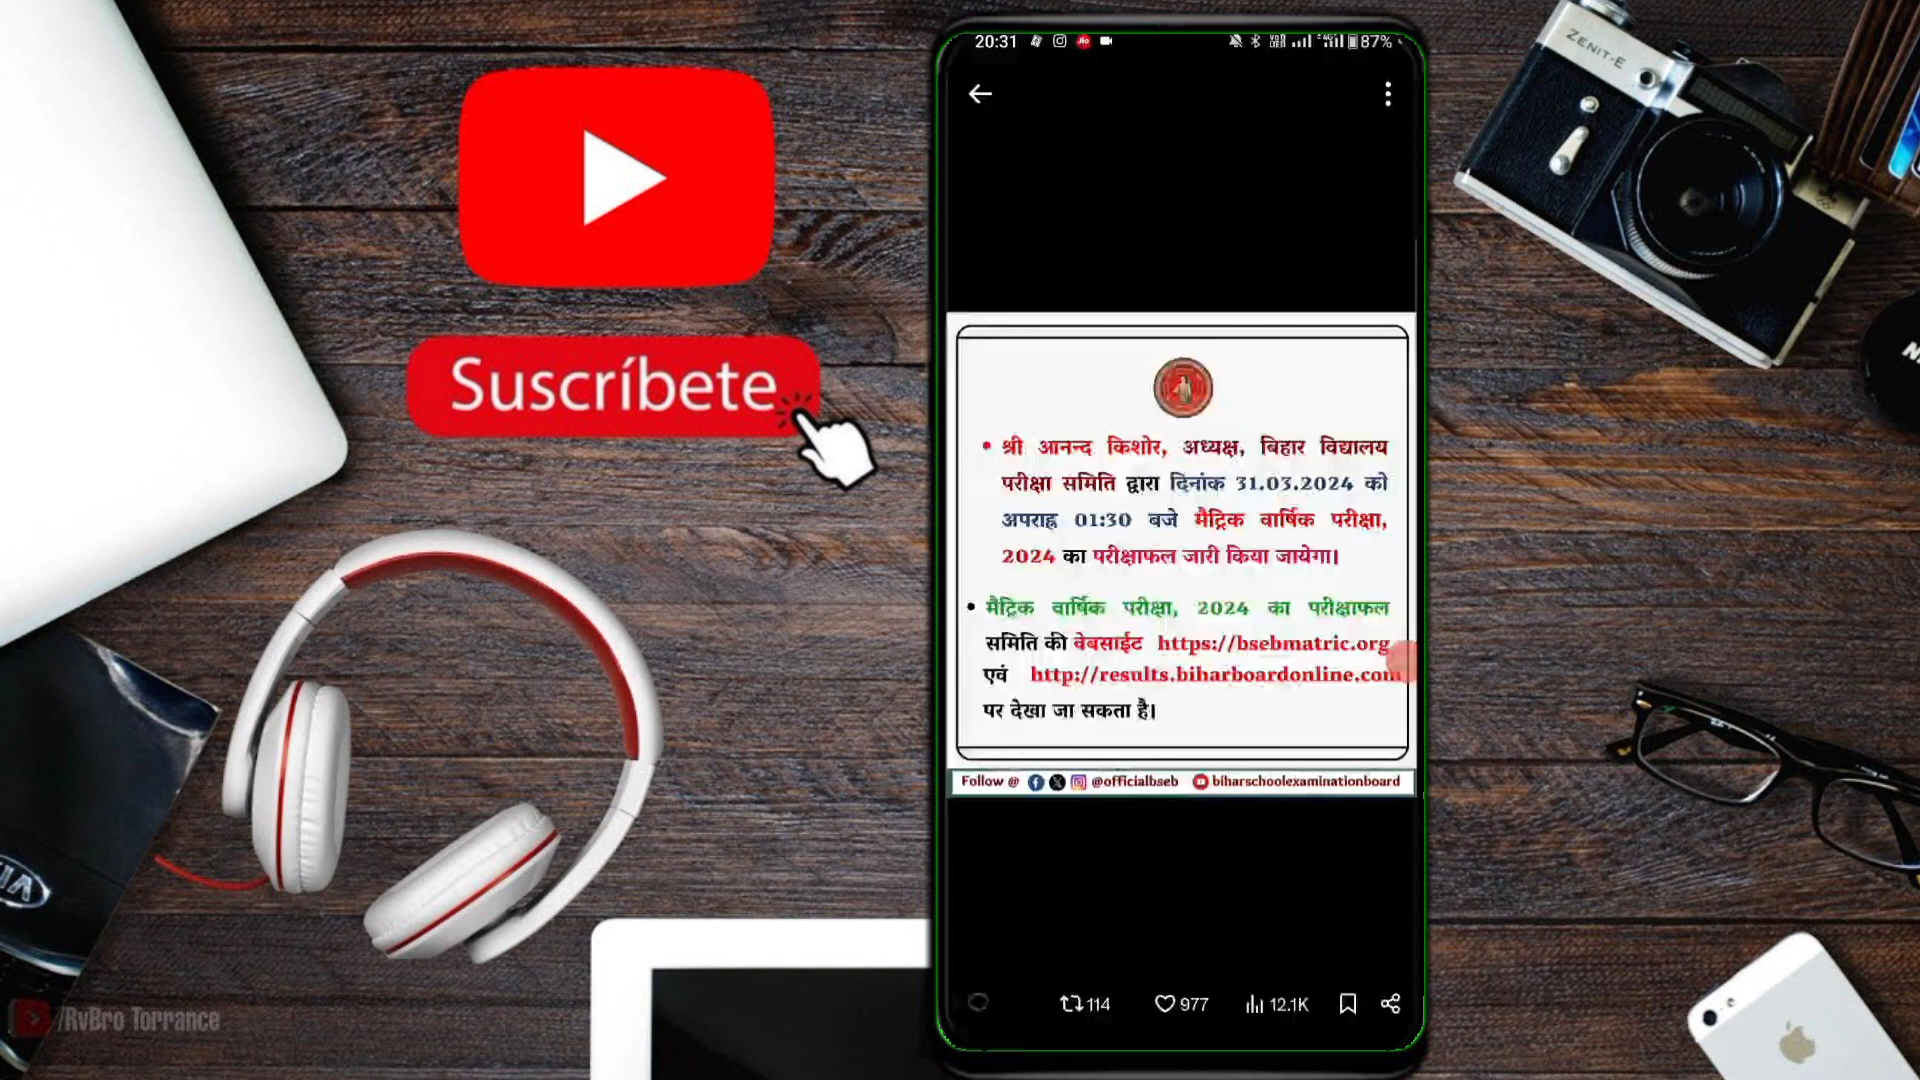 20:31
87%
ZENIT-E
Suscríbete
• श्री आनन्द किशोर, अध्यक्ष, बिहार विद्यालय
परीक्षा समिति द्वारा दिनांक 31.03.2024 को
अपराह्न 01:30 बजे मैट्रिक वार्षिक परीक्षा,
2024 का परीक्षाफल जारी किया जायेगा।
• मैट्रिक वार्षिक परीक्षा, 2024 का परीक्षाफल
समिति की वेबसाईट https://bsebmatric.org
एवं http://results.biharboardonline.com
पर देखा जा सकता है।
Follow @ @officialbseb biharschoolexaminationboard
114 977 12.1K
/RvBro Torrance